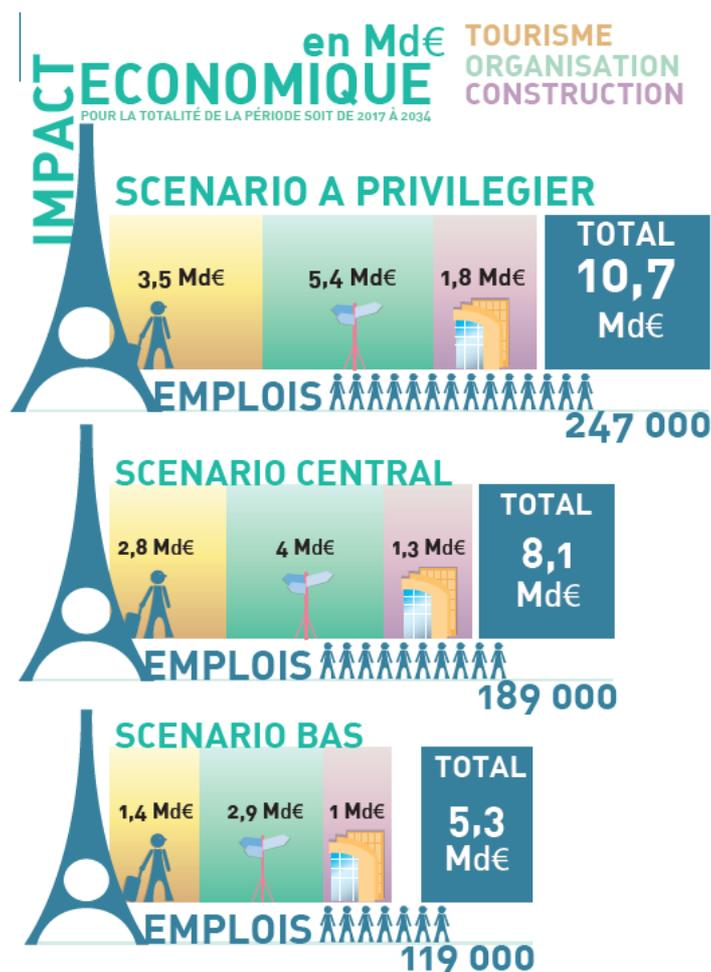 IMPACT
en Md€
ECONOMIQUE
POUR LA TOTALITÉ DE LA PÉRIODE SOIT DE 2017 À 2034
TOURISME
ORGANISATION
CONSTRUCTION
SCENARIO A PRIVILEGIER
3,5 Md€
5,4 Md€
1,8 Md€
TOTAL
10,7
Md€
EMPLOIS
247 000
SCENARIO CENTRAL
2,8 Md€
4 Md€
1,3 Md€
TOTAL
8,1
Md€
EMPLOIS
189 000
SCENARIO BAS
1,4 Md€
2,9 Md€
1 Md€
TOTAL
5,3
Md€
EMPLOIS
119 000